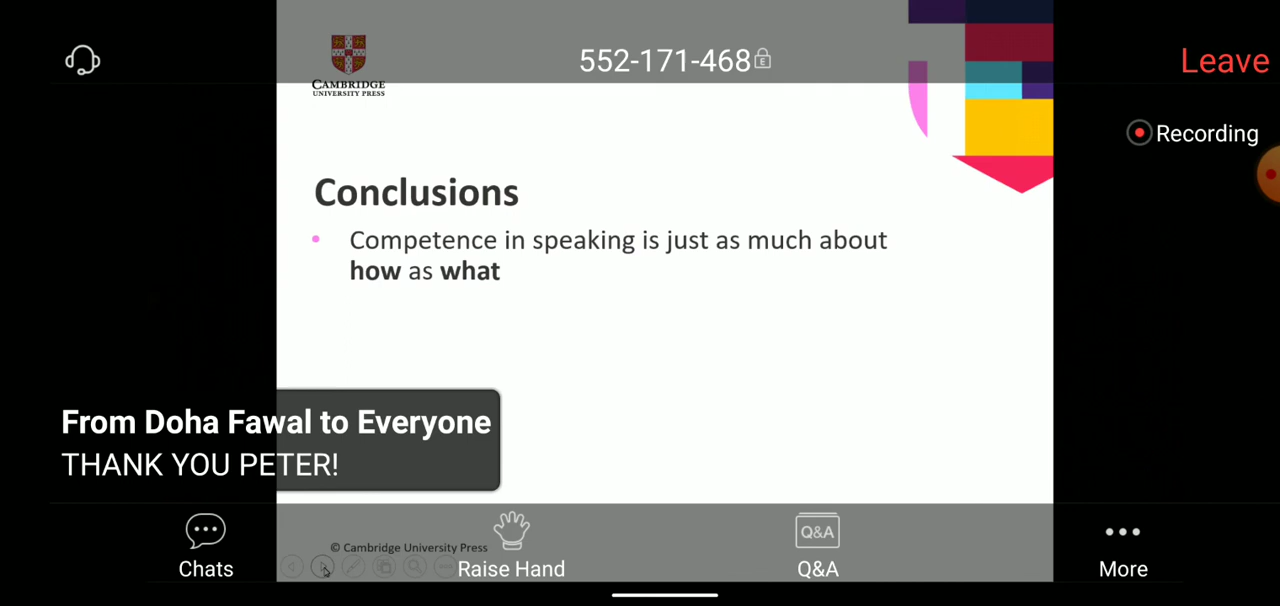 552-171-468
Leave
CAMBRIDGE
UNIVERSITY PRESS
Recording
Conclusions
• Competence in speaking is just as much about
how as what
From Doha Fawal to Everyone
THANK YOU PETER!
© Cambridge University Press
Chats
Raise Hand
Q&A
Q&A
More